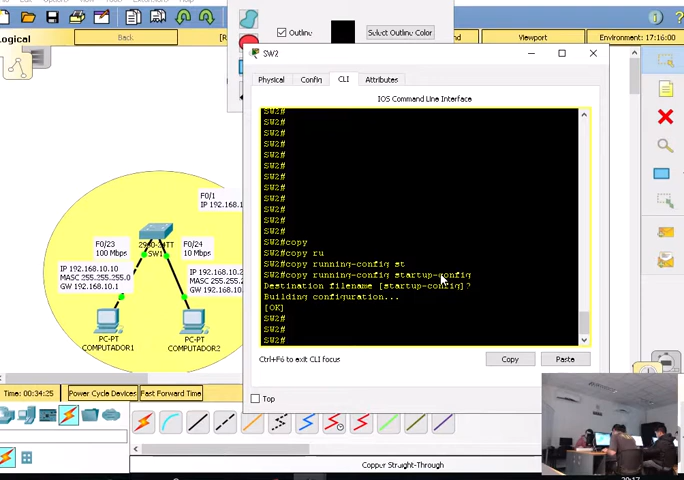 Logical
Back
Viewport
Environment: 17:16:00
Outline
Select Outline Color
SW2
Physical
Config
CLI
Attributes
IOS Command Line Interface
SW2#
SW2#
SW2#
SW2#
SW2#
SW2#
SW2#
SW2#
SW2#
SW2#
SW2#
SW2#
SW2#copy
SW2#copy ru
SW2#copy running-config st
SW2#copy running-config startup-config
Destination filename [startup-config]?
Building configuration...
[OK]
SW2#
SW2#
SW2#
Ctrl+F6 to exit CLI focus
Copy
Paste
Top
F0/1
IP 192.168.1
F0/23
100 Mbps
2960-24TT
SW1
F0/24
10 Mbps
IP 192.168.10.10
MASC 255.255.255.0
GW 192.168.10.1
IP 192.168.10
MASC 255.2
GW 192.168.
PC-PT
COMPUTADOR1
PC-PT
COMPUTADOR2
Time: 00:34:25
Power Cycle Devices
Fast Forward Time
Copper Straight-Through